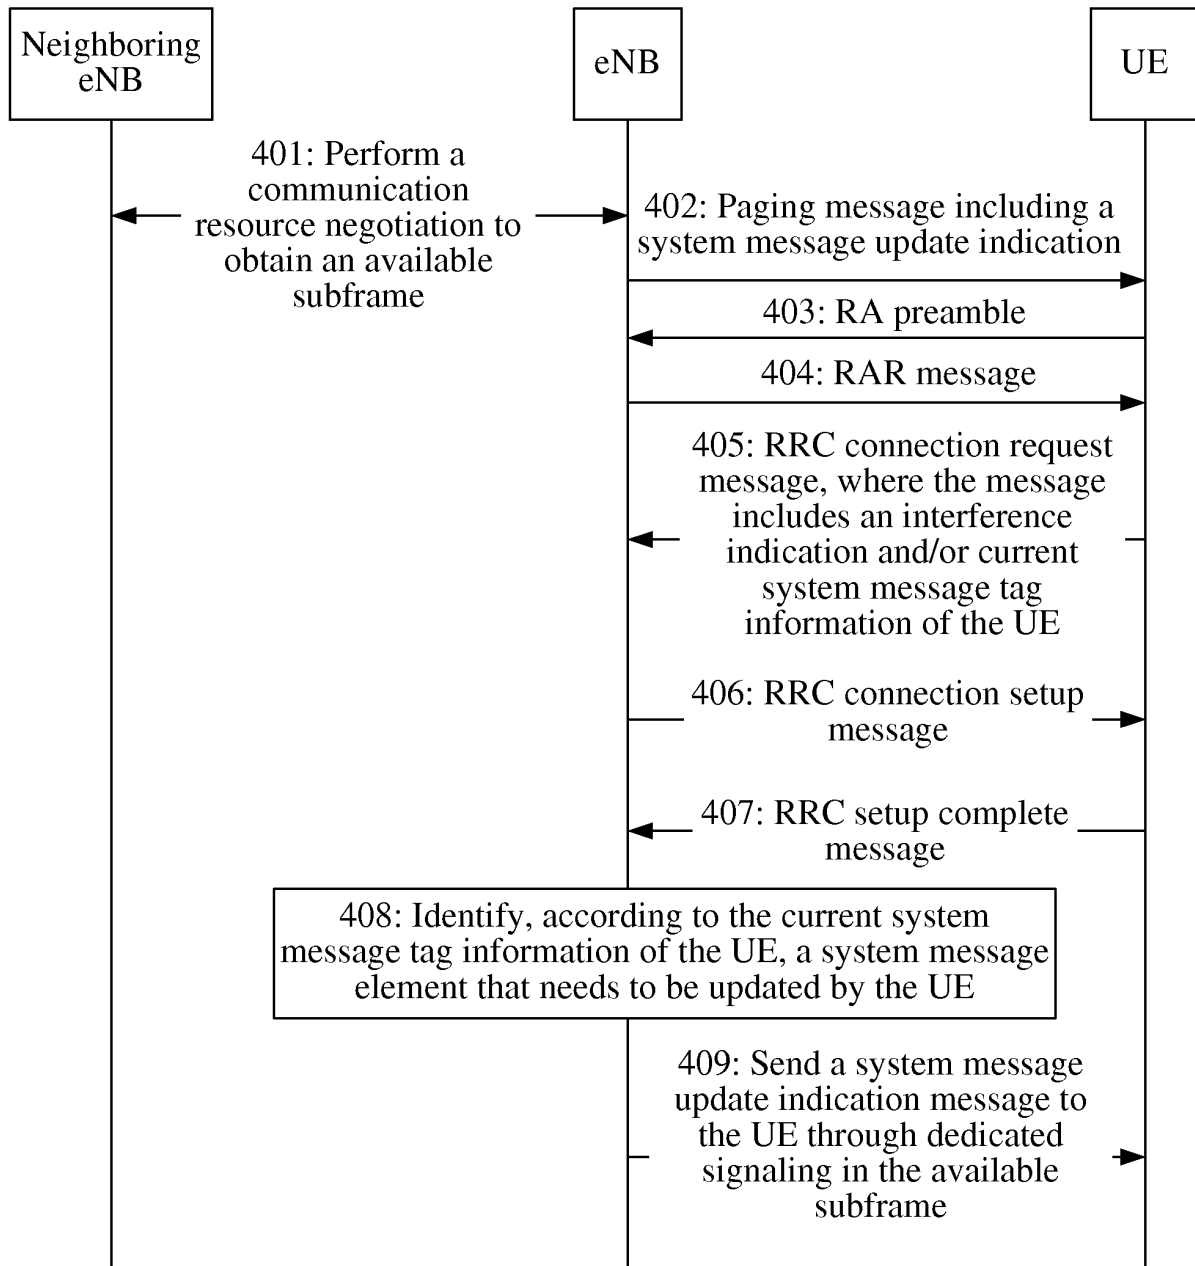 Neighboring
eNB
eNB
UE
401: Perform a
communication
resource negotiation to
obtain an available
subframe
402: Paging message including a
system message update indication
403: RA preamble
404: RAR message
405: RRC connection request
message, where the message
includes an interference
indication and/or current
system message tag
information of the UE
406: RRC connection setup
message
407: RRC setup complete
message
408: Identify, according to the current system
message tag information of the UE, a system message
element that needs to be updated by the UE
409: Send a system message
update indication message to
the UE through dedicated
signaling in the available
subframe